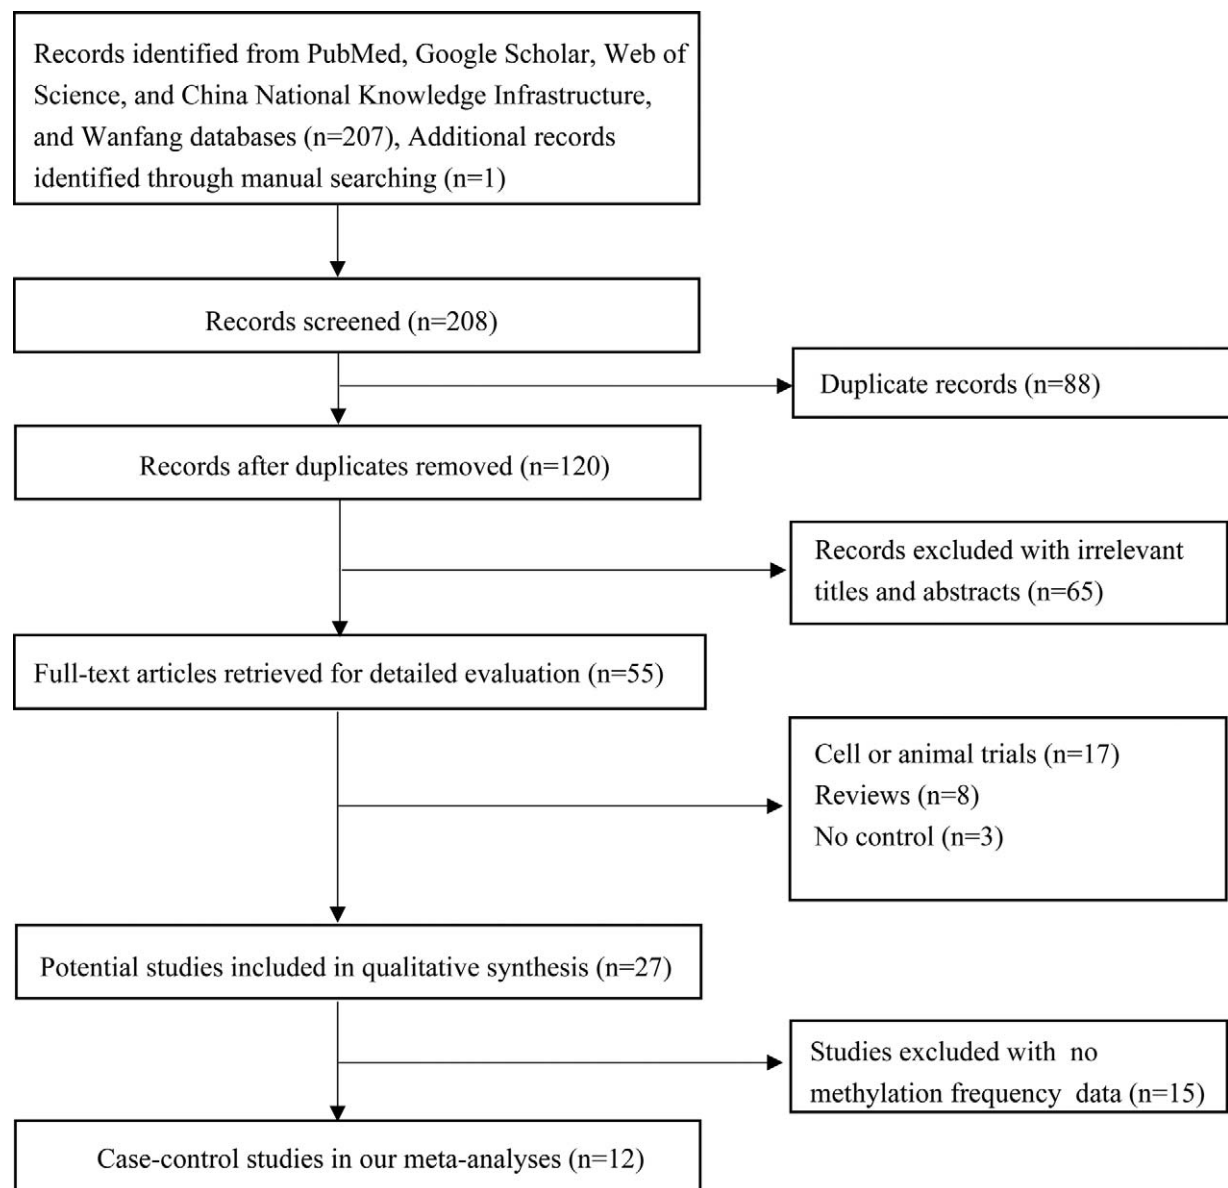 Records identified from PubMed, Google Scholar, Web of
Science, and China National Knowledge Infrastructure,
and Wanfang databases (n=207), Additional records
identified through manual searching (n=1)
Records screened (n=208)
Duplicate records (n=88)
Records after duplicates removed (n=120)
Records excluded with irrelevant
titles and abstracts (n=65)
Full-text articles retrieved for detailed evaluation (n=55)
Cell or animal trials (n=17)
Reviews (n=8)
No control (n=3)
Potential studies included in qualitative synthesis (n=27)
Studies excluded with no
methylation frequency data (n=15)
Case-control studies in our meta-analyses (n=12)